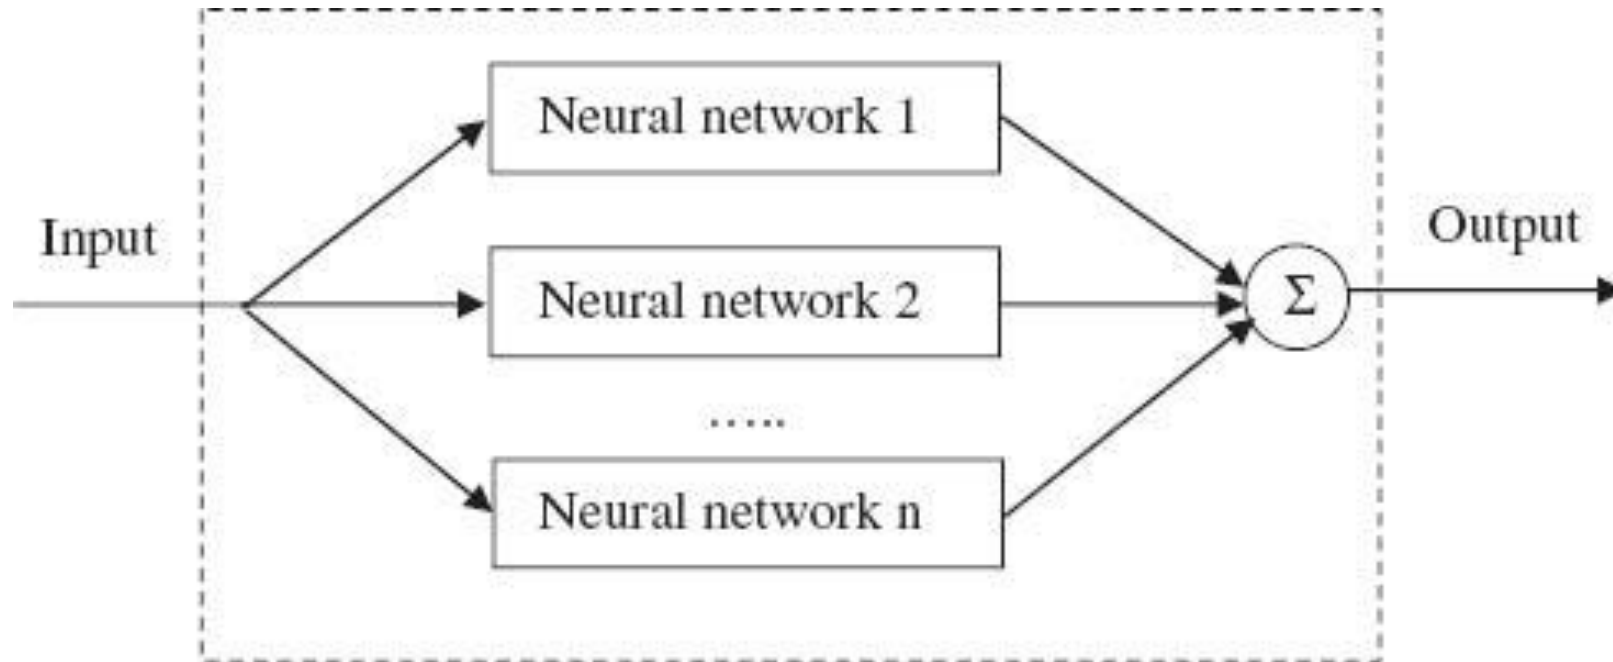 Neural network 1
Input
Output
Neural network 2
Σ
.....
Neural network n